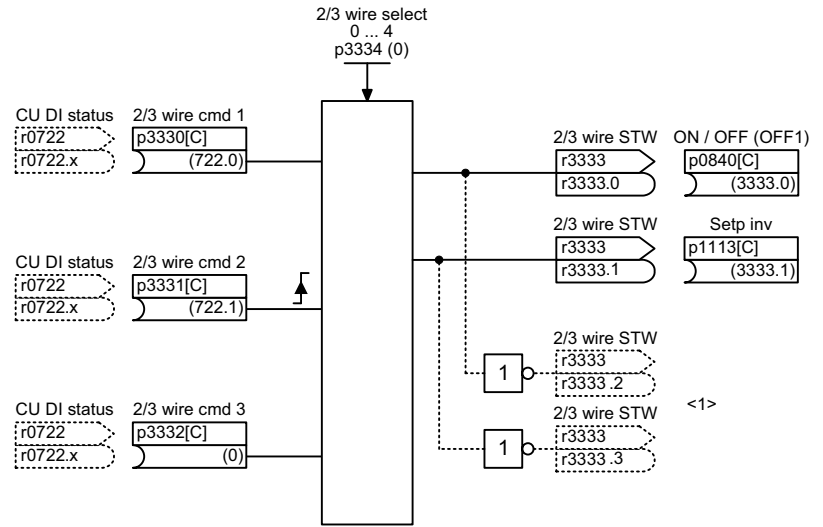 2/3 wire select
0 ... 4
p3334 (0)
CU DI status
r0722
r0722.x
2/3 wire cmd 1
p3330[C]
(722.0)
2/3 wire STW
r3333
r3333.0
ON / OFF (OFF1)
p0840[C]
(3333.0)
2/3 wire STW
r3333
r3333.1
Setp inv
p1113[C]
(3333.1)
CU DI status
r0722
r0722.x
2/3 wire cmd 2
p3331[C]
(722.1)
2/3 wire STW
1
r3333
r3333 .2
<1>
CU DI status
r0722
r0722.x
2/3 wire cmd 3
p3332[C]
(0)
2/3 wire STW
1
r3333
r3333 .3